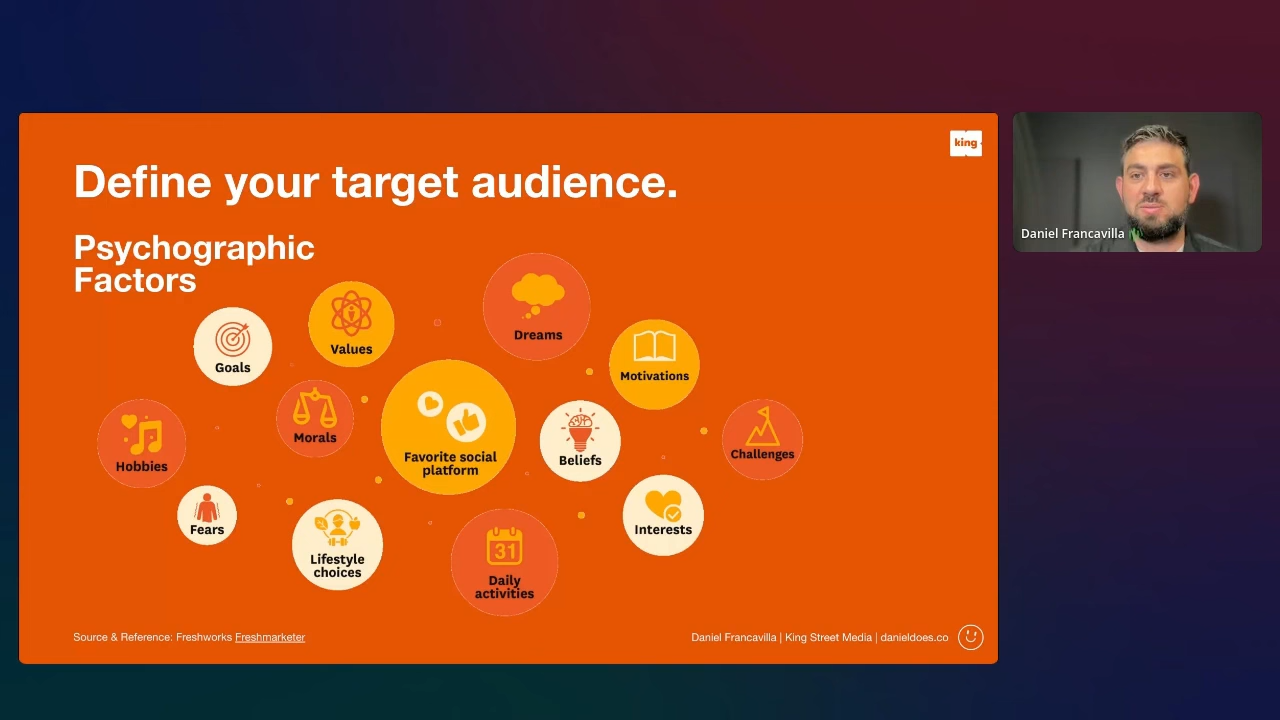 king
Define your target audience.
Psychographic
Factors
Goals
Values
Dreams
Motivations
Hobbies
Morals
Favorite social
platform
Beliefs
Challenges
Fears
Lifestyle
choices
31
Daily
activities
Interests
Source & Reference: Freshworks Freshmarketer
Daniel Francavilla | King Street Media | danieldoes.co
Daniel Francavilla